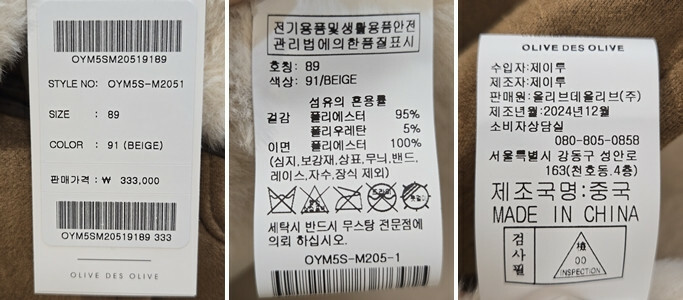 OYM5SM20519189
STYLE NO: OYM5S-M2051
SIZE : 89
COLOR : 91 (BEIGE)
판매가격 : ₩ 333,000
OYM5SM20519189 333
OLIVE DES OLIVE
전기용품및생활용품안전
관리법에의한품질표시
호칭: 89
색상: 91/BEIGE
섬유의 혼용률
겉감 폴리에스터 95%
폴리우레탄 5%
이면 폴리에스터 100%
(심지,보강재,상표,무늬,밴드,
레이스,자수,장식 제외)
세탁시 반드시 무스탕 전문점에
의뢰 하십시오.
OYM5S-M205-1
OLIVE DES OLIVE
수입자:제이투
제조자:제이투
판매원:올리브데올리브(주)
제조년월:2024년12월
소비자상담실
080-805-0858
서울특별시 강동구 성안로
163(천호동,4층)
제조국명:중국
MADE IN CHINA
검사필
檢
00
INSPECTION